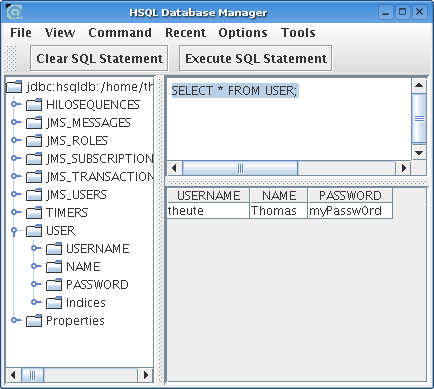 HSQL Database Manager
File View Command Recent Options Tools
Clear SQL Statement Execute SQL Statement
jdbc:hsqldb:/home/th
HILOSEQUENCES
JMS_MESSAGES
JMS_ROLES
JMS_SUBSCRIPTION
JMS_TRANSACTION
JMS_USERS
TIMERS
USER
USERNAME
NAME
PASSWORD
Indices
Properties
SELECT * FROM USER;
USERNAME NAME PASSWORD
theute Thomas myPassw0rd